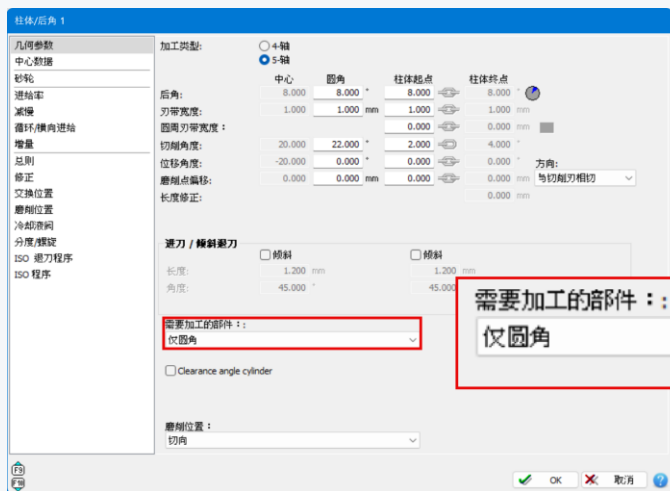 柱体/后角 1
几何参数
中心数据
砂轮
进给率
减慢
循环/横向进给
增量
总则
修正
交换位置
磨削位置
冷却液阀
分度/螺旋
ISO 退刀程序
ISO 程序
加工类型: 4-轴
5-轴
中心 圆角 柱体起点 柱体终点
后角: 8.000 8.000 ° 8.000 8.000 °
刃带宽度: 1.000 1.000 mm 1.000 1.000 mm
圆周刃带宽度： 0.000 0.000 mm
切削角度: 20.000 22.000 ° 2.000 4.000 °
位移角度: -20.000 0.000 ° 0.000 0.000 ° 方向:
磨削点偏移: 0.000 0.000 mm 0.000 0.000 mm 与切削刃相切
长度修正: 0.000 mm
进刀 / 倾斜退刀
倾斜 倾斜
长度: 1.200 mm 1.200 mm
角度: 45.000 ° 45.000
需要加工的部件：:
仅圆角
需要加工的部件：:
仅圆角
Clearance angle cylinder
磨削位置：
切向
F9
F10
OK 取消